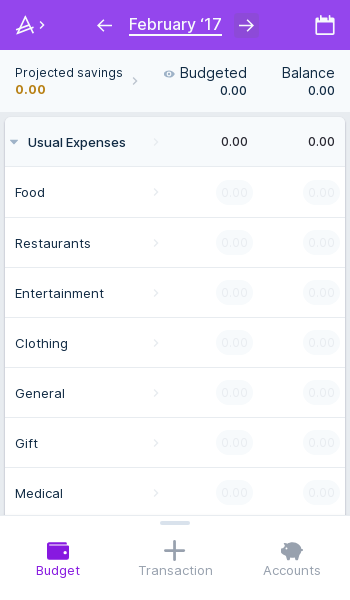 February ‘17
Projected savings Budgeted Balance
0.00 0.00 0.00
Usual Expenses 0.00 0.00
Food 0.00 0.00
Restaurants 0.00 0.00
Entertainment 0.00 0.00
Clothing 0.00 0.00
General 0.00 0.00
Gift 0.00 0.00
Medical 0.00 0.00
Budget Transaction Accounts